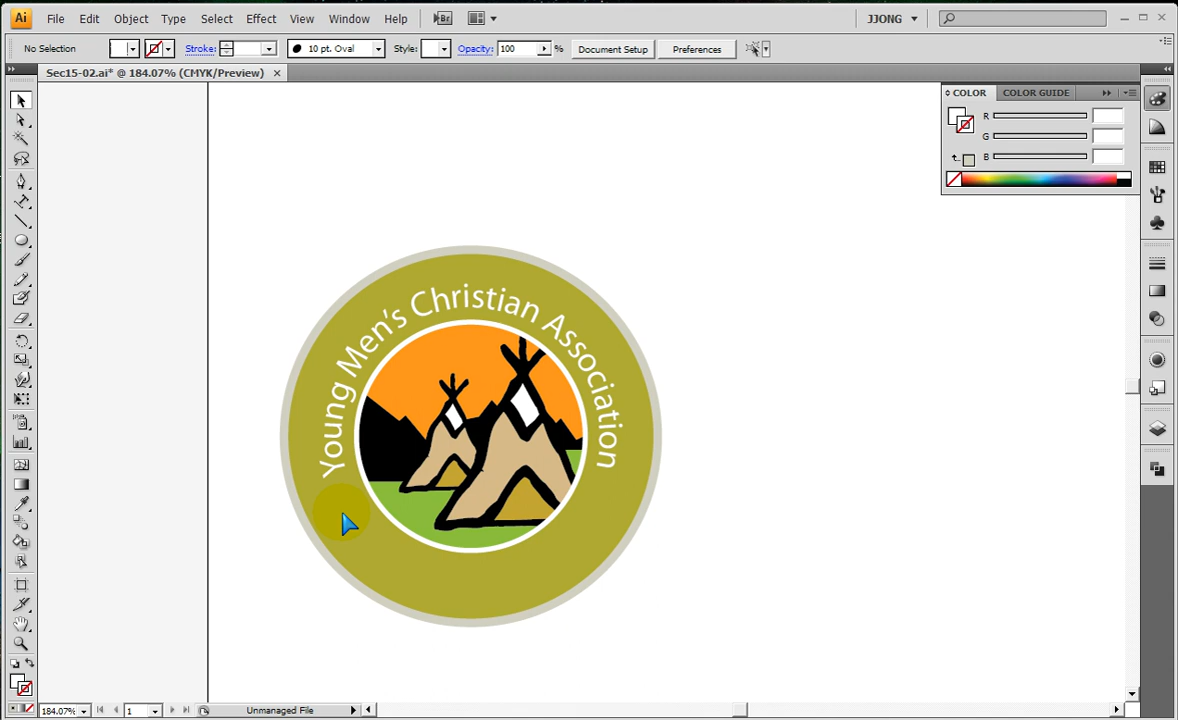 Ai File Edit Object Type Select Effect View Window Help Br JJONG
No Selection Stroke: 10 pt. Oval Style: Opacity: 100 % Document Setup Preferences
Sec15-02.ai* @ 184.07% (CMYK/Preview)
COLOR COLOR GUIDE
R
G
B
Young Men's Christian Association
184.07% 1 Unmanaged File